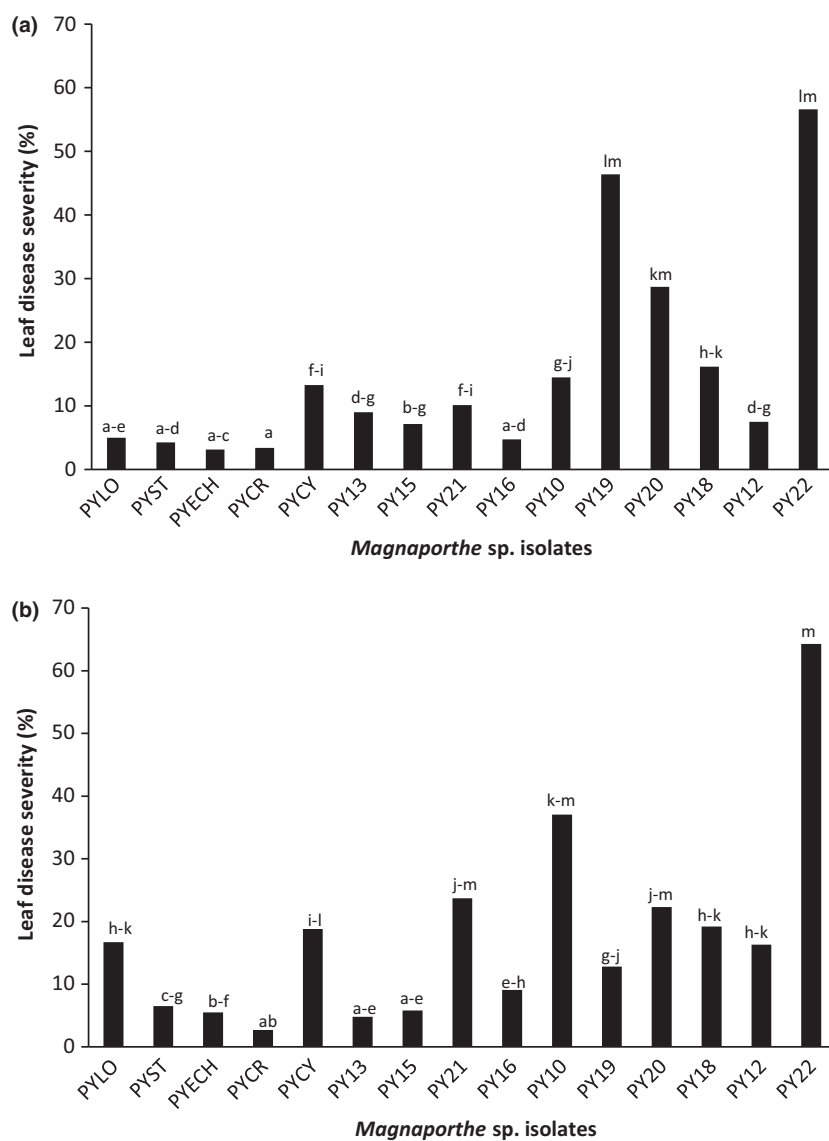 (a)
70
60
50
40
30
20
10
0
Leaf disease severity (%)
a-e
a-d
a-c
a
f-i
d-g
b-g
f-i
a-d
g-j
lm
km
h-k
d-g
lm
PYLO
PYST
PYECH
PYCR
PYCY
PY13
PY15
PY21
PY16
PY10
PY19
PY20
PY18
PY12
PY22
Magnaporthe sp. isolates
(b)
70
60
50
40
30
20
10
0
Leaf disease severity (%)
h-k
c-g
b-f
ab
i-l
a-e
a-e
j-m
e-h
k-m
g-j
j-m
h-k
h-k
m
PYLO
PYST
PYECH
PYCR
PYCY
PY13
PY15
PY21
PY16
PY10
PY19
PY20
PY18
PY12
PY22
Magnaporthe sp. isolates